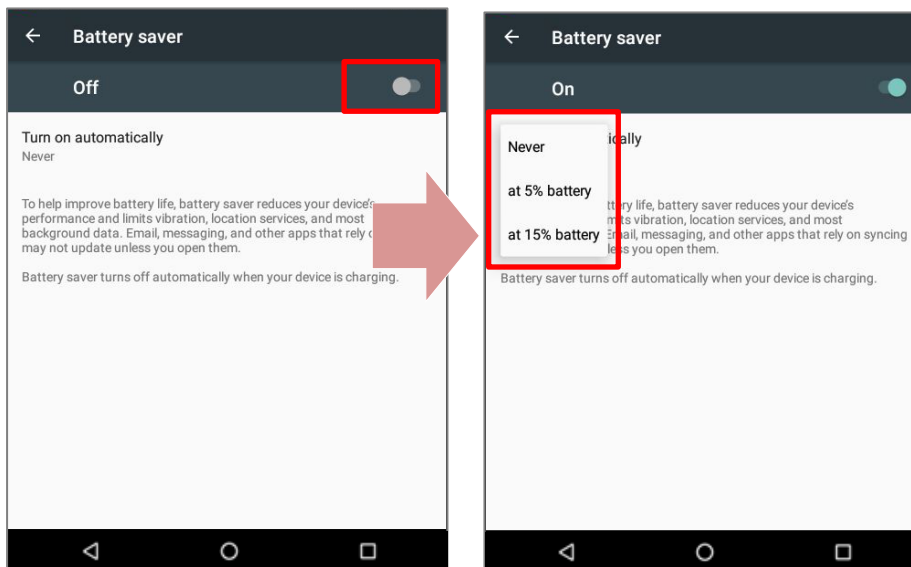 Battery saver
Off
Turn on automatically
Never
To help improve battery life, battery saver reduces your device's
performance and limits vibration, location services, and most
background data. Email, messaging, and other apps that rely
may not update unless you open them.
Battery saver turns off automatically when your device is charging.
Battery saver
On
ically
Never
at 5% battery
at 15% battery
ttery life, battery saver reduces your device's
mits vibration, location services, and most
Email, messaging, and other apps that rely on syncing
less you open them.
Battery saver turns off automatically when your device is charging.